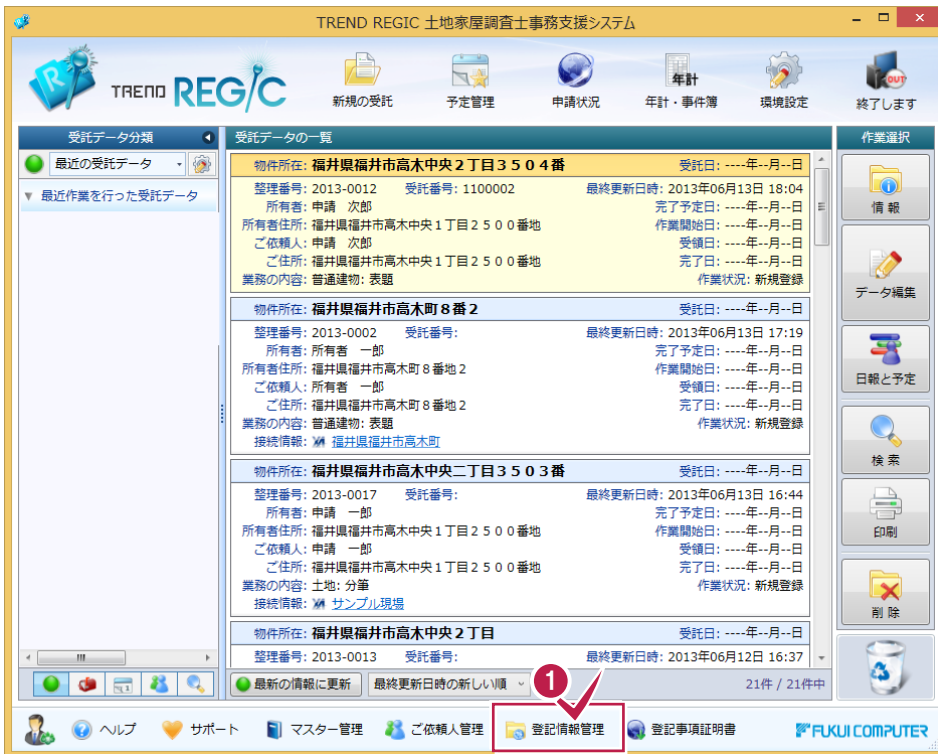 TREND REGIC 土地家屋調査士事務支援システム
TREND REGIC
新規の受託
予定管理
申請状況
年計
年計・事件簿
環境設定
OUT
終了します
受託データ分類
最近の受託データ
最近作業を行った受託データ
受託データの一覧
物件所在: 福井県福井市高木中央2丁目3504番 受託日: ----年--月--日
整理番号: 2013-0012 受託番号: 1100002 最終更新日時: 2013年06月13日 18:04
所有者: 申請 次郎 完了予定日: ----年--月--日
所有者住所: 福井県福井市高木中央1丁目2500番地 作業開始日: ----年--月--日
ご依頼人: 申請 次郎 受領日: ----年--月--日
ご住所: 福井県福井市高木中央1丁目2500番地 完了日: ----年--月--日
業務の内容: 普通建物: 表題 作業状況: 新規登録
物件所在: 福井県福井市高木町8番2 受託日: ----年--月--日
整理番号: 2013-0002 受託番号: 最終更新日時: 2013年06月13日 17:19
所有者: 所有者 一郎 完了予定日: ----年--月--日
所有者住所: 福井県福井市高木町8番地2 作業開始日: ----年--月--日
ご依頼人: 所有者 一郎 受領日: ----年--月--日
ご住所: 福井県福井市高木町8番地2 完了日: ----年--月--日
業務の内容: 普通建物: 表題 作業状況: 新規登録
接続情報: 福井県福井市高木町
物件所在: 福井県福井市高木中央二丁目3503番 受託日: ----年--月--日
整理番号: 2013-0017 受託番号: 最終更新日時: 2013年06月13日 16:44
所有者: 申請 一郎 完了予定日: ----年--月--日
所有者住所: 福井県福井市高木中央1丁目2500番地 作業開始日: ----年--月--日
ご依頼人: 申請 一郎 受領日: ----年--月--日
ご住所: 福井県福井市高木中央1丁目2500番地 完了日: ----年--月--日
業務の内容: 土地: 分筆 作業状況: 新規登録
接続情報: サンプル現場
物件所在: 福井県福井市高木中央2丁目 受託日: ----年--月--日
整理番号: 2013-0013 受託番号: 最終更新日時: 2013年06月12日 16:37
最新の情報に更新
最終更新日時の新しい順
1
21件 / 21件中
作業選択
情報
データ編集
日報と予定
検索
印刷
削除
ヘルプ
サポート
マスター管理
ご依頼人管理
登記情報管理
登記事項証明書
FUKUI COMPUTER